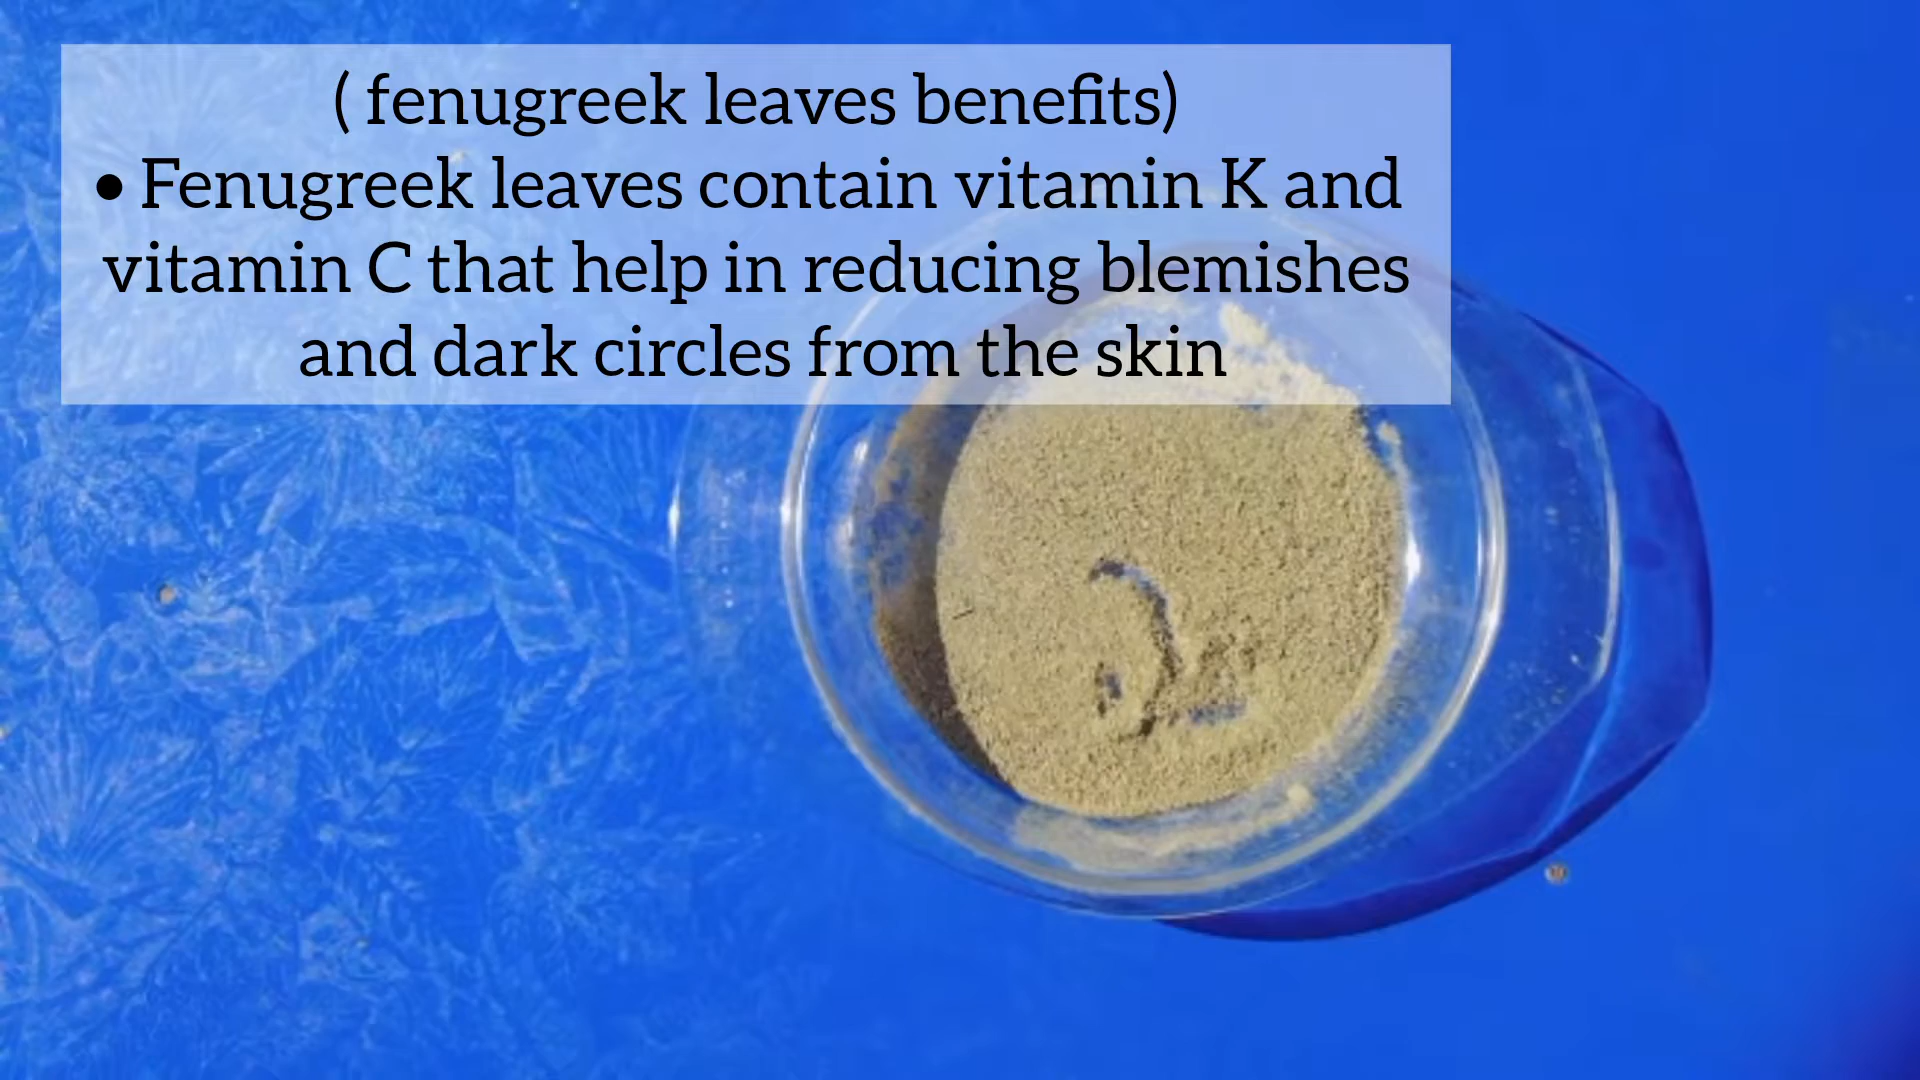 ( fenugreek leaves benefits)
• Fenugreek leaves contain vitamin K and
vitamin C that help in reducing blemishes
and dark circles from the skin